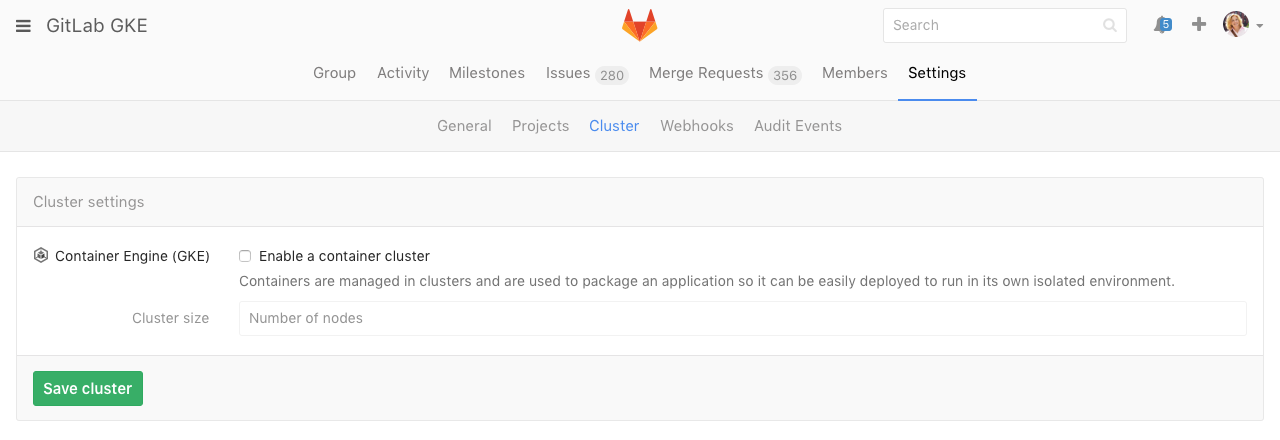 GitLab GKE
Search
5
Group Activity Milestones Issues 280 Merge Requests 356 Members Settings
General Projects Cluster Webhooks Audit Events
Cluster settings
Container Engine (GKE) Enable a container cluster
Containers are managed in clusters and are used to package an application so it can be easily deployed to run in its own isolated environment.
Cluster size Number of nodes
Save cluster